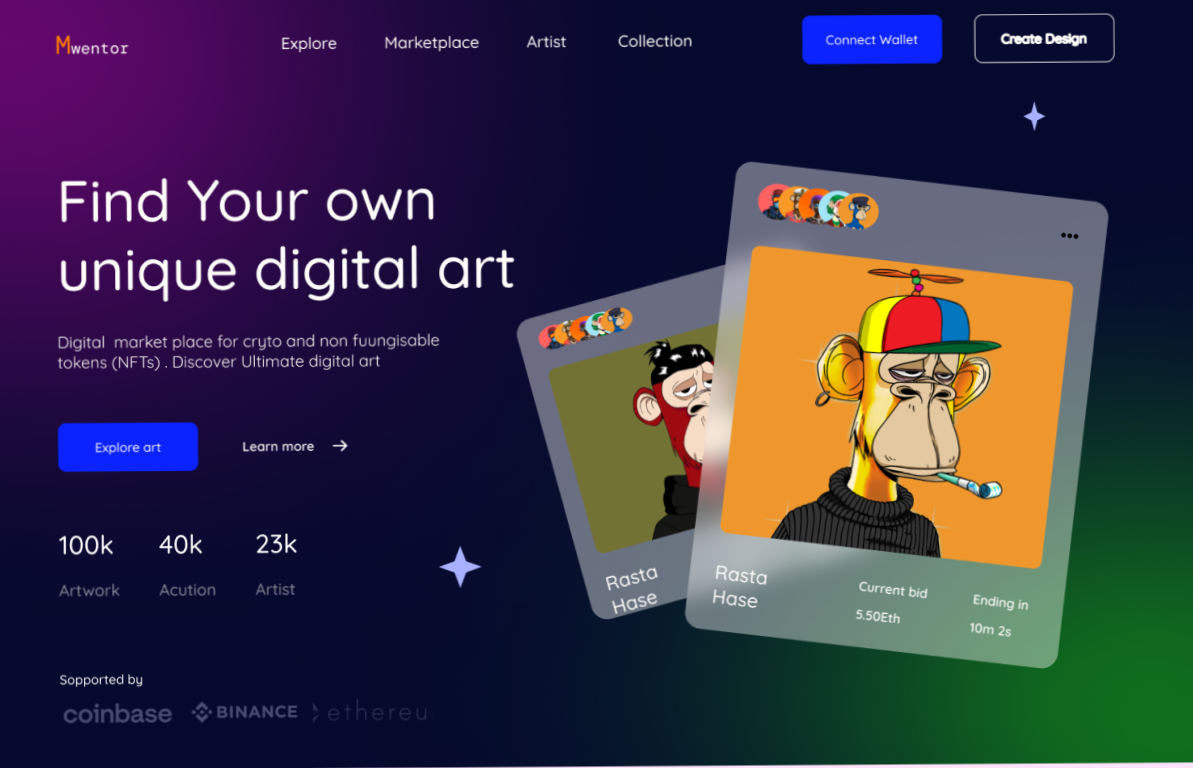 Mwentor
Explore Marketplace Artist Collection
Connect Wallet
Create Design
Find Your own
unique digital art
Digital market place for cryto and non fuungisable
tokens (NFTs) . Discover Ultimate digital art
Explore art
Learn more →
100k 40k 23k
Artwork Acution Artist
Sopported by
coinbase BINANCE ethereu
Rasta
Hase
Rasta
Hase
Current bid
5.50Eth
Ending in
10m 2s